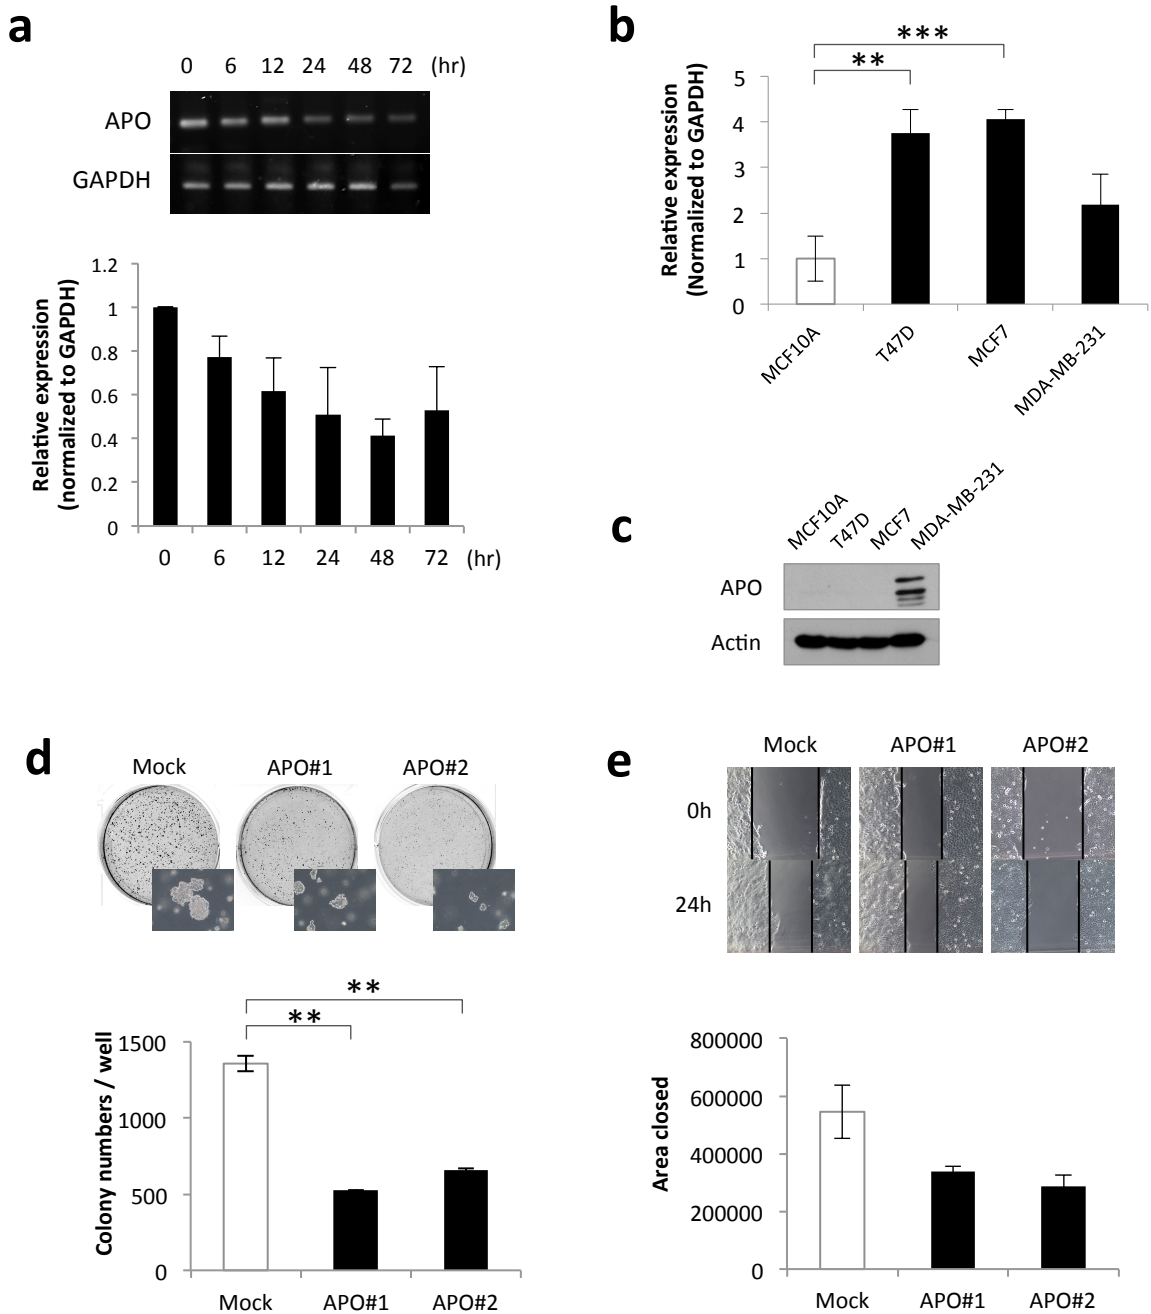 a
0 6 12 24 48 72 (hr)
APO
GAPDH
Relative expression
(normalized to GAPDH)
1.2
1
0.8
0.6
0.4
0.2
0
0 6 12 24 48 72 (hr)
b
***
**
Relative expression
(Normalized to GAPDH)
5
4
3
2
1
0
MCF10A T47D MCF7 MDA-MB-231
c
MCF10A T47D MCF7 MDA-MB-231
APO
Actin
d
Mock APO#1 APO#2
**
**
Colony numbers / well
1500
1000
500
0
Mock APO#1 APO#2
e
Mock APO#1 APO#2
0h
24h
Area closed
800000
600000
400000
200000
0
Mock APO#1 APO#2